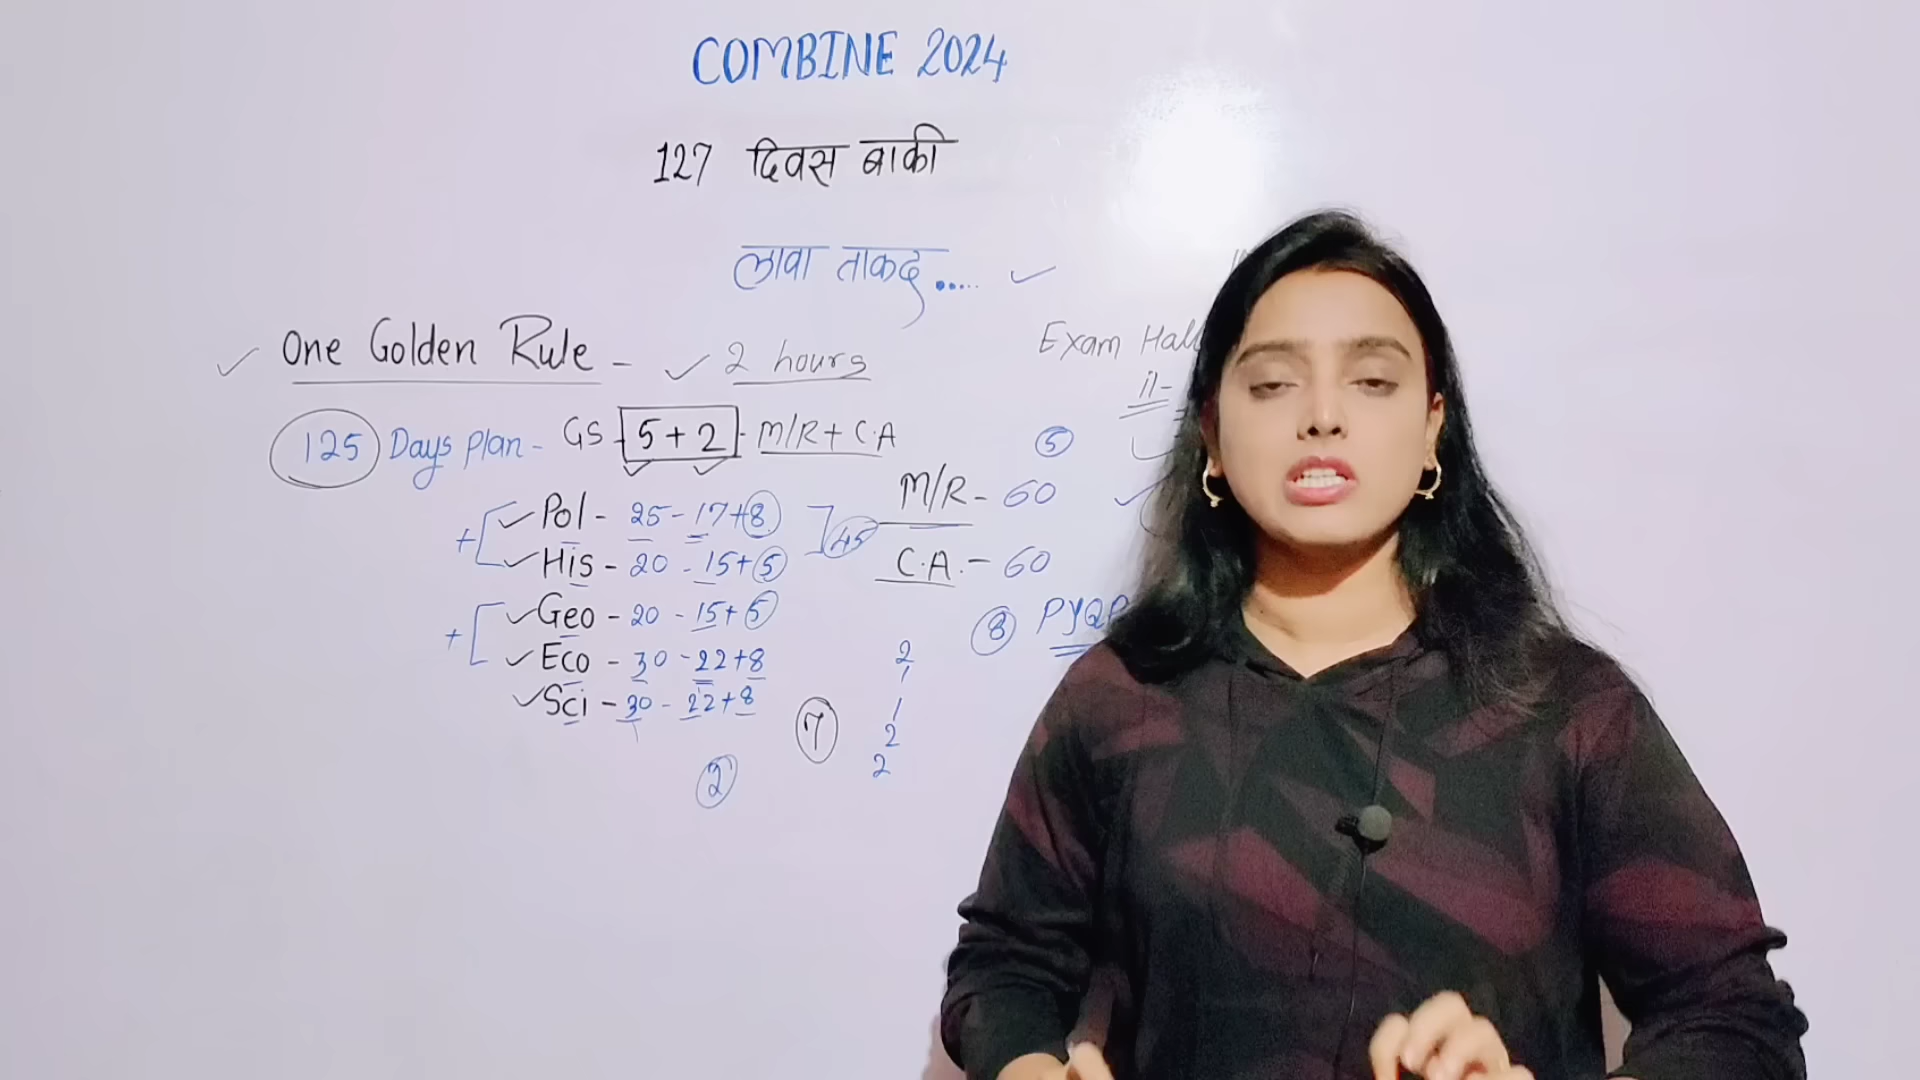 COMBINE 2024
127 दिवस बाकी
लावा ताकद.....
One Golden Rule - 2 hours
125 Days Plan - GS - 5+2 - M/R + C.A
Pol - 25 - 17+8
His - 20 - 15+5
45
Geo - 20 - 15+5
Eco - 30 - 22+8
Sci - 30 - 22+8
2
7
M/R - 60
C.A. - 60
2
1
1
2
2
Exam Hall
5
8 PYQ